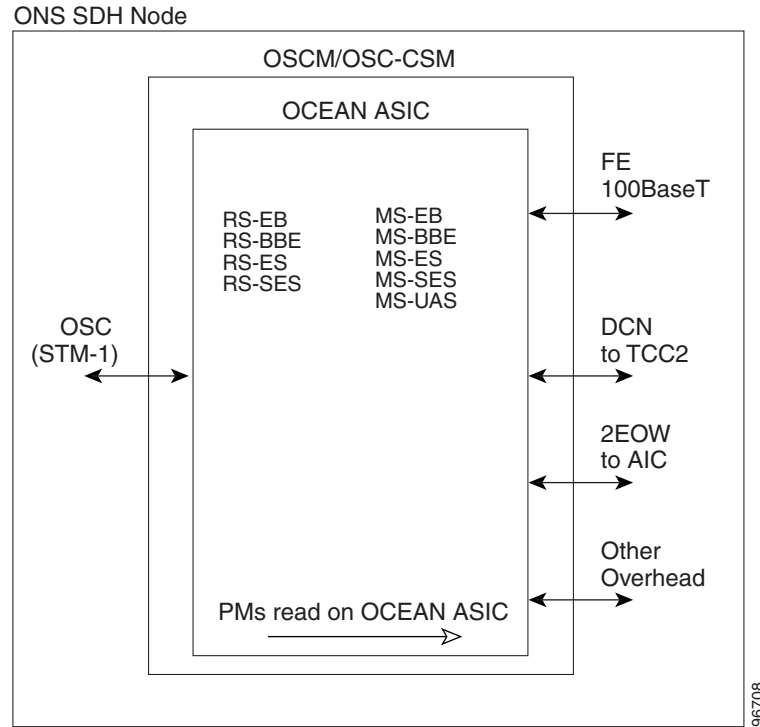 ONS SDH Node
OSCM/OSC-CSM
OCEAN ASIC
FE
100BaseT
RS-EB
RS-BBE
RS-ES
RS-SES
MS-EB
MS-BBE
MS-ES
MS-SES
MS-UAS
OSC
(STM-1)
DCN
to TCC2
2EOW
to AIC
Other
Overhead
PMs read on OCEAN ASIC
96708